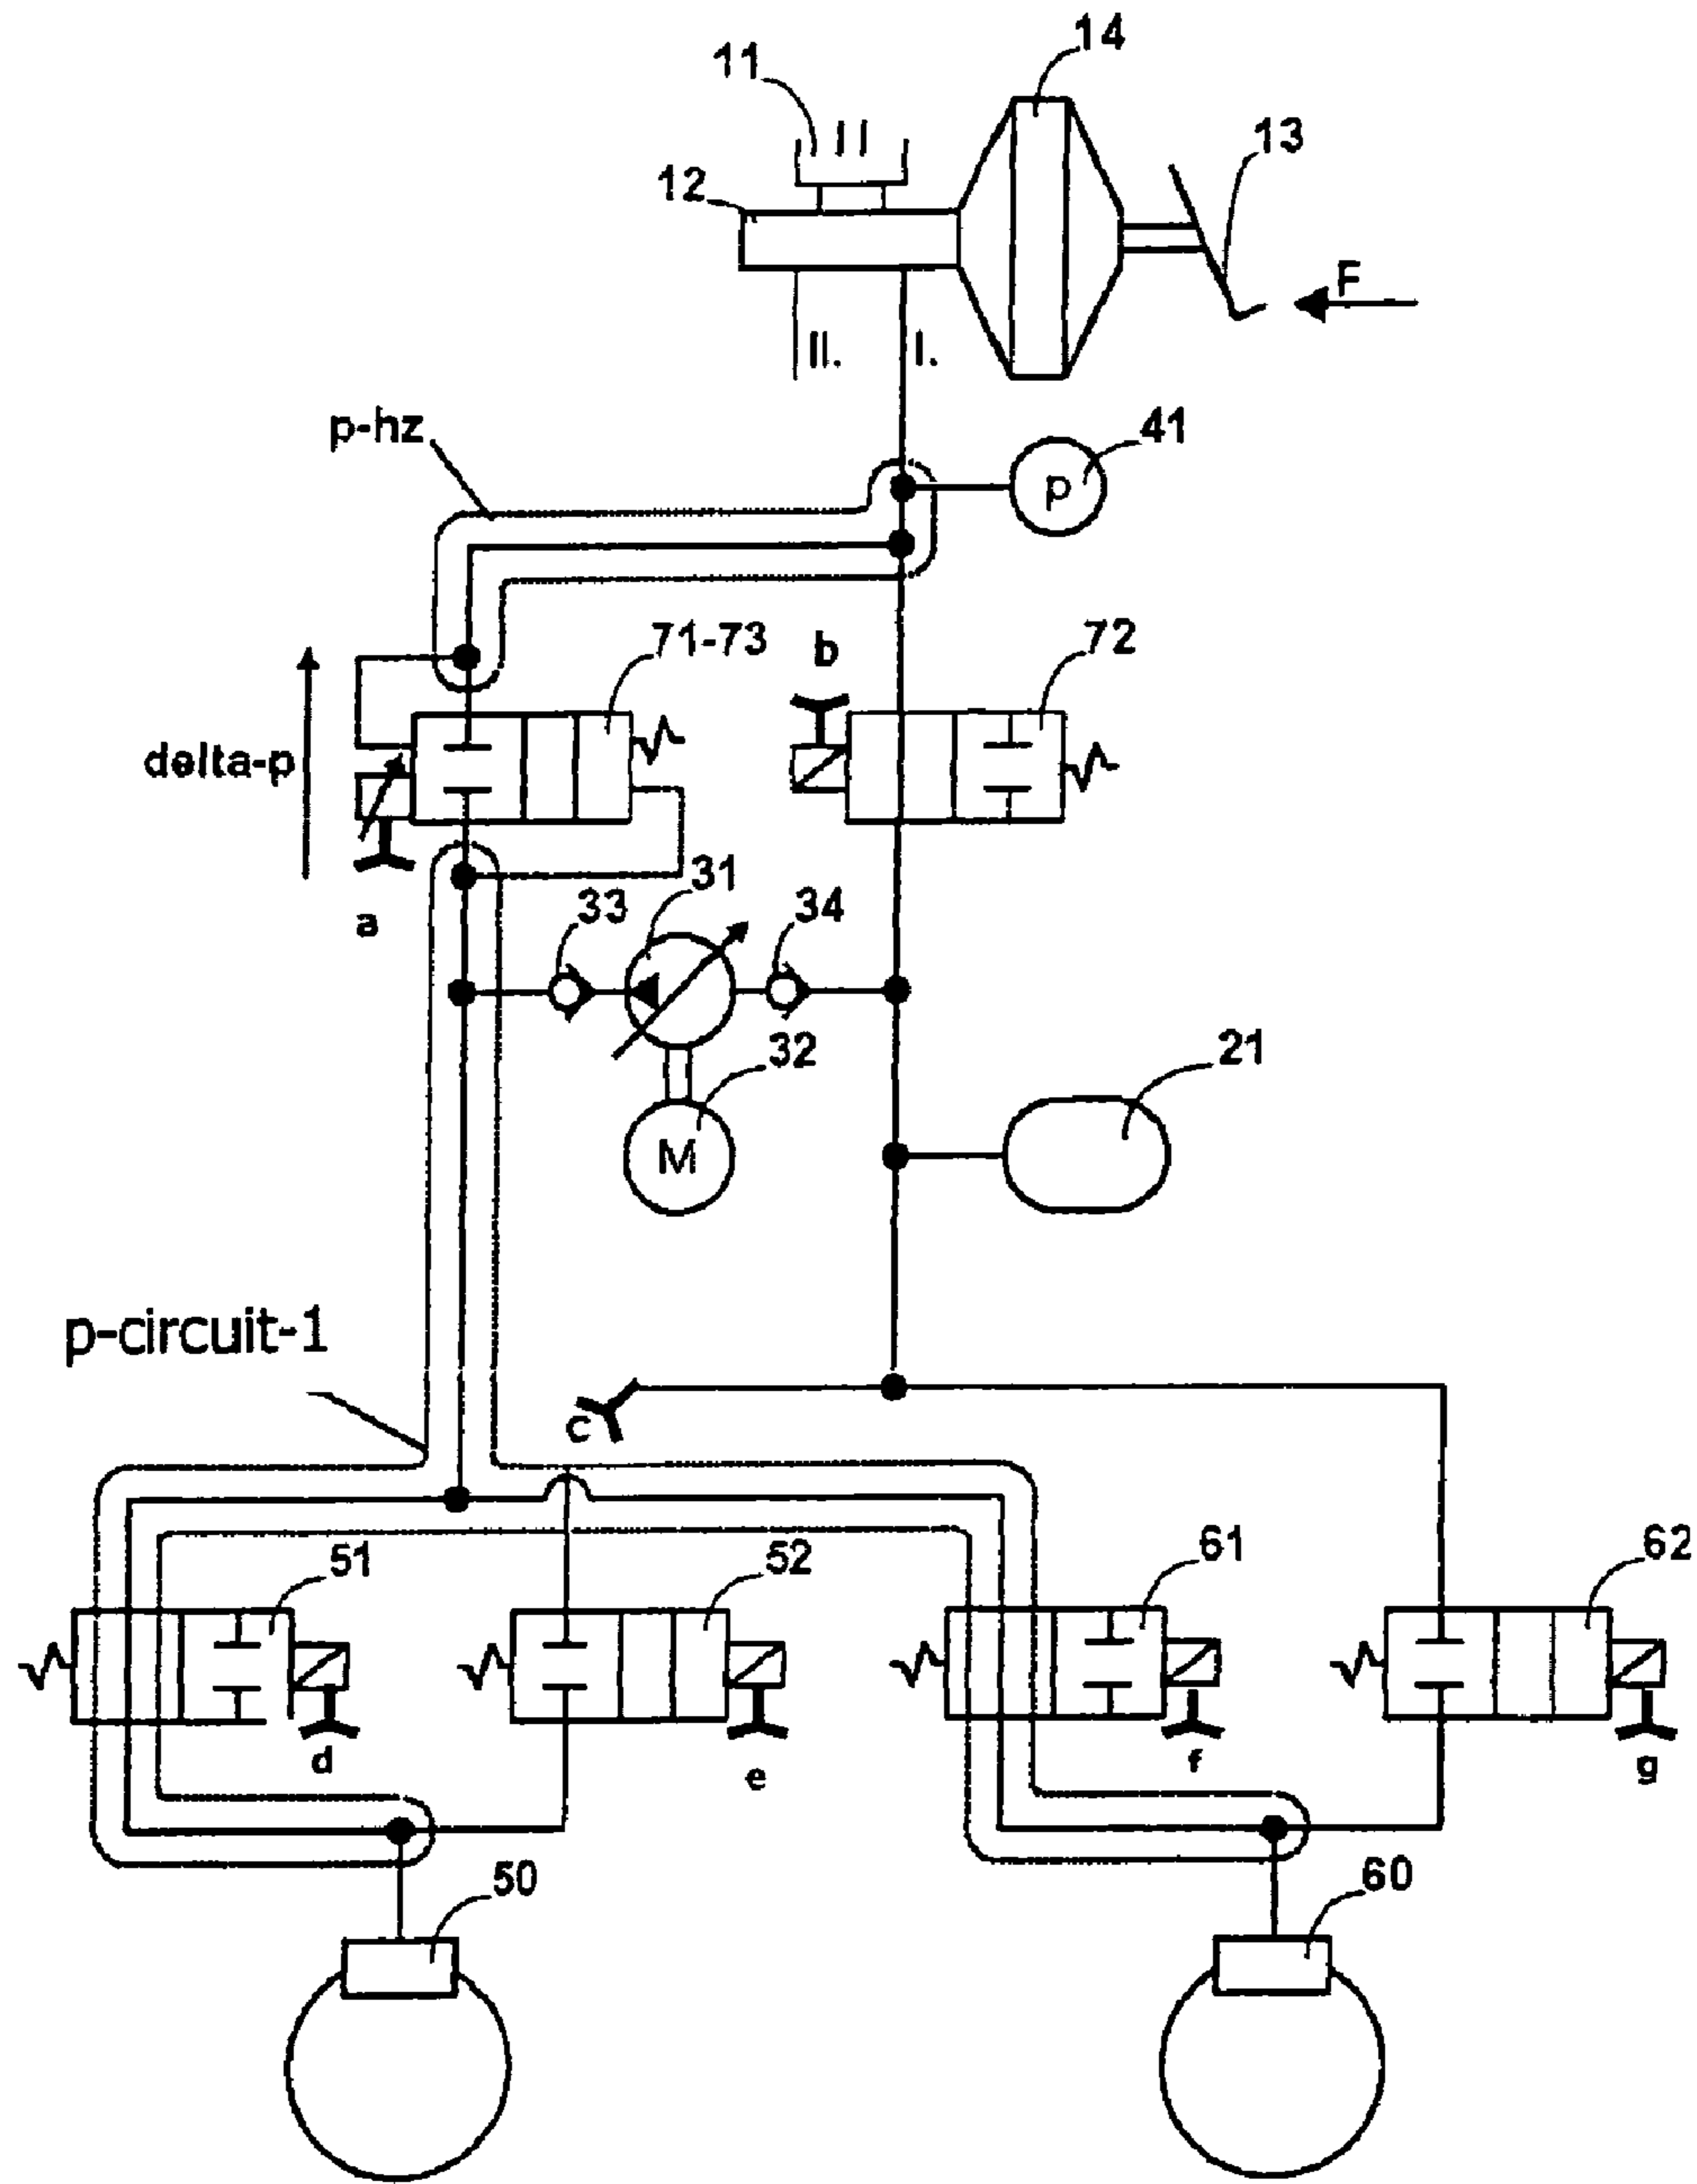 14
11
13
12
F
II.
I.
p-hz
41
p
71-73
b
72
delta-p
a
33
31
34
32
21
M
p-circuit-1
c
51
52
61
62
d
e
f
g
50
60